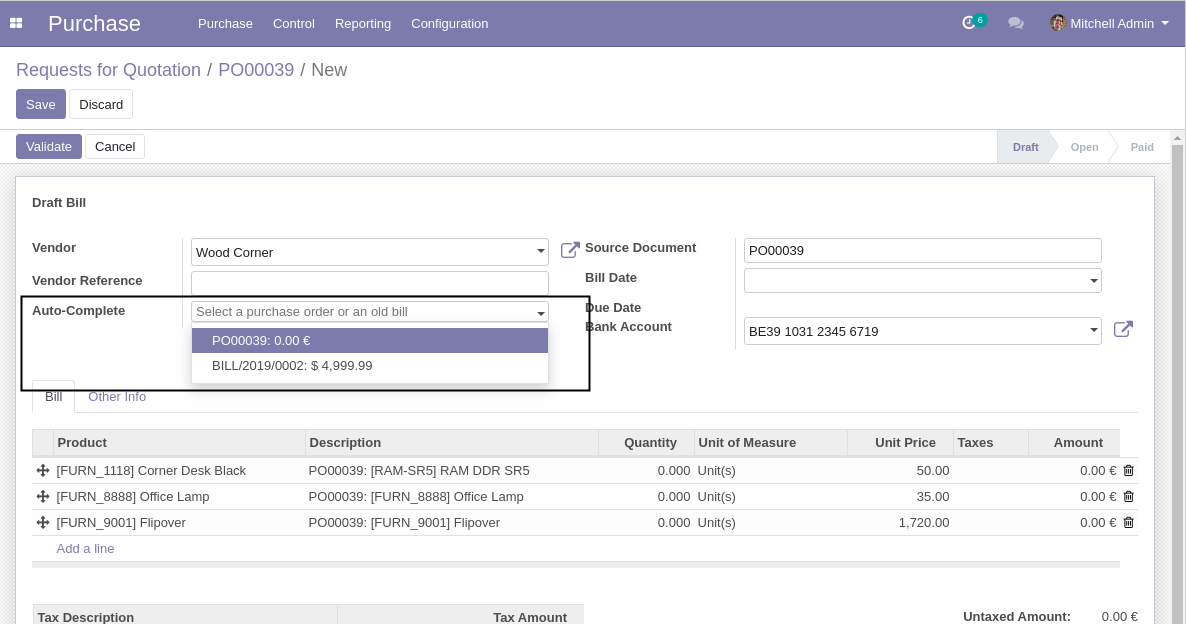 Purchase Purchase Control Reporting Configuration 6 Mitchell Admin
Requests for Quotation / PO00039 / New
Save Discard
Validate Cancel Draft Open Paid
Draft Bill
Vendor Wood Corner Source Document PO00039
Vendor Reference Bill Date
Auto-Complete Select a purchase order or an old bill Due Date
Bank Account BE39 1031 2345 6719
PO00039: 0.00 €
BILL/2019/0002: $ 4,999.99
Bill Other Info
Product Description Quantity Unit of Measure Unit Price Taxes Amount
[FURN_1118] Corner Desk Black PO00039: [RAM-SR5] RAM DDR SR5 0.000 Unit(s) 50.00 0.00 €
[FURN_8888] Office Lamp PO00039: [FURN_8888] Office Lamp 0.000 Unit(s) 35.00 0.00 €
[FURN_9001] Flipover PO00039: [FURN_9001] Flipover 0.000 Unit(s) 1,720.00 0.00 €
Add a line
Tax Description Tax Amount Untaxed Amount: 0.00 €